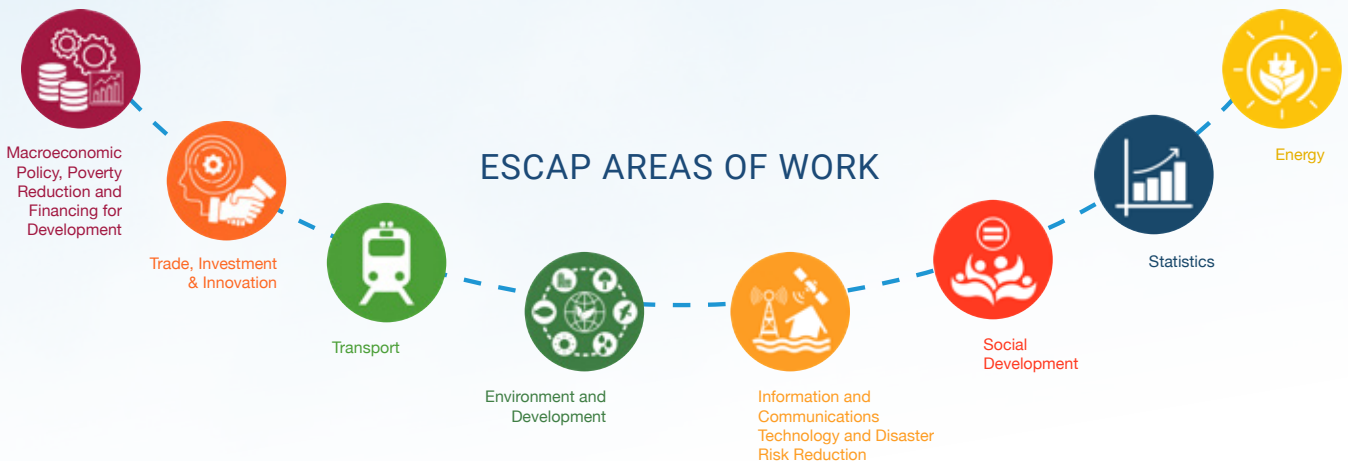 ESCAP AREAS OF WORK
Macroeconomic
Policy, Poverty
Reduction and
Financing for
Development
Trade, Investment
& Innovation
Transport
Environment and
Development
Information and
Communications
Technology and Disaster
Risk Reduction
Social
Development
Statistics
Energy